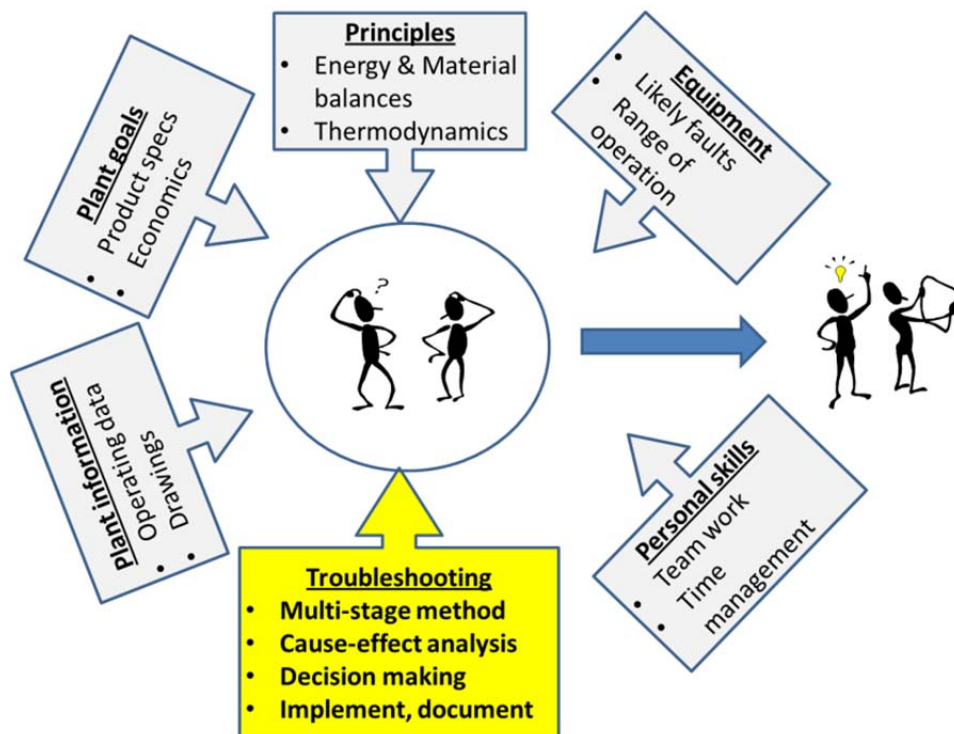 Principles
• Energy & Material
balances
• Thermodynamics
Plant goals
• Product specs
• Economics
Equipment
• Likely faults
• Range of
operation
?
Plant information
• Operating data
• Drawings
Personal skills
• Team work
• Time
management
Troubleshooting
• Multi-stage method
• Cause-effect analysis
• Decision making
• Implement, document